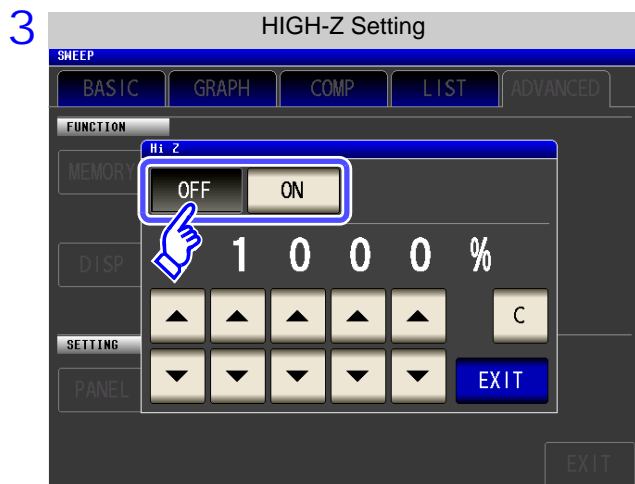 3
HIGH-Z Setting
SWEEP
BASIC GRAPH COMP LIST ADVANCED
FUNCTION
Hi Z
MEMORY
OFF ON
DISP
1 0 0 0 %
C
SETTING
PANEL
EXIT
EXIT